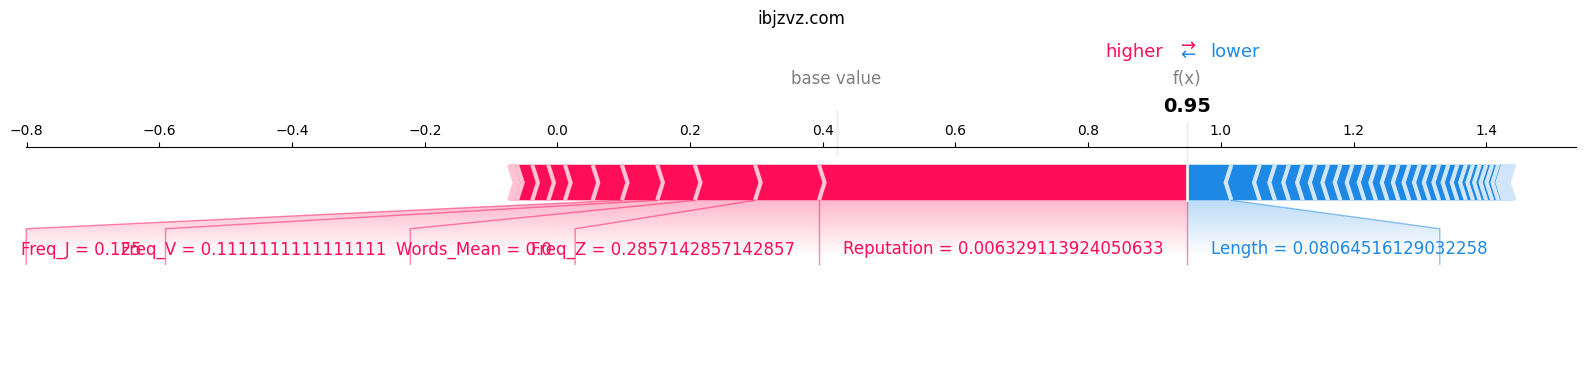 ibjzvz.com
higher ⇄ lower
base value f(x)
0.95
−0.8 −0.6 −0.4 −0.2 0.0 0.2 0.4 0.6 0.8 1.0 1.2 1.4
Freq_J = 0.125 Freq_V = 0.1111111111111111 Words_Mean = 0.0 Freq_Z = 0.2857142857142857 Reputation = 0.006329113924050633 Length = 0.08064516129032258